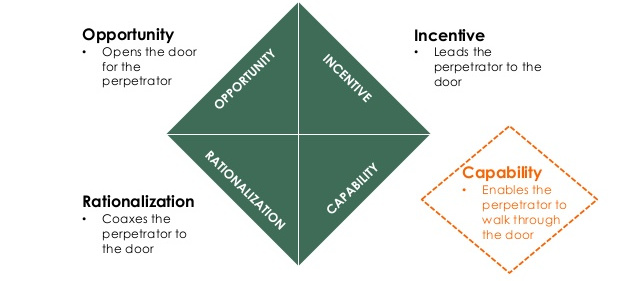 Opportunity
• Opens the door
for the
perpetrator
Incentive
• Leads the
perpetrator to the
door
OPPORTUNITY
INCENTIVE
RATIONALIZATION
CAPABILITY
Capability
• Enables the
perpetrator to
walk through
the door
Rationalization
• Coaxes the
perpetrator to
the door